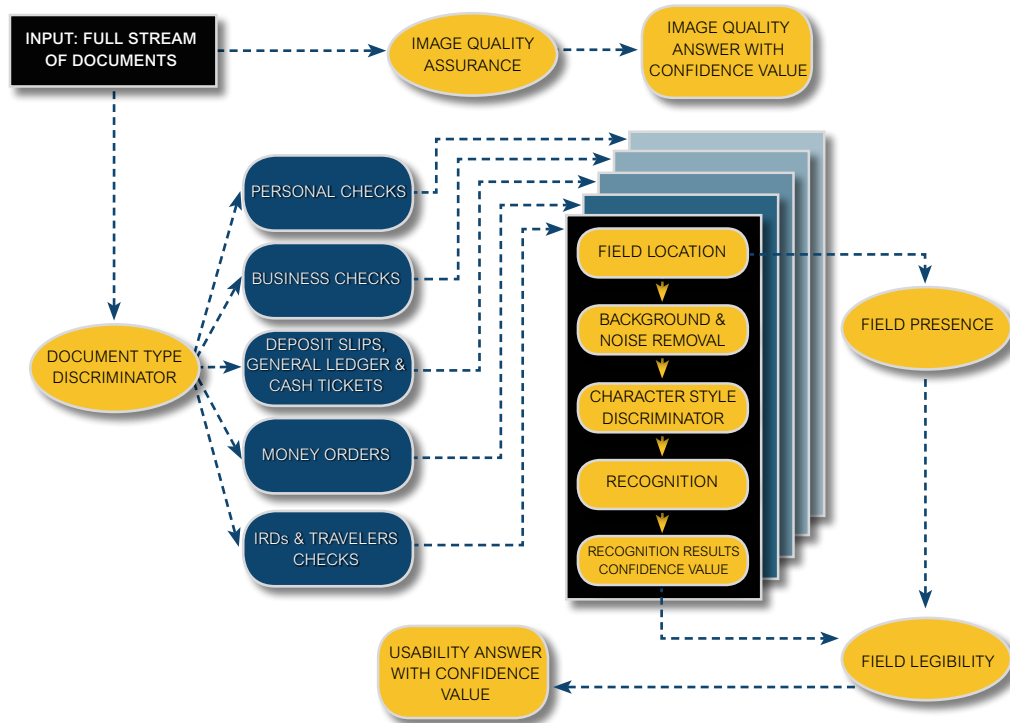 INPUT: FULL STREAM
OF DOCUMENTS
IMAGE QUALITY
ASSURANCE
IMAGE QUALITY
ANSWER WITH
CONFIDENCE VALUE
PERSONAL CHECKS
BUSINESS CHECKS
DEPOSIT SLIPS,
GENERAL LEDGER &
CASH TICKETS
MONEY ORDERS
IRDs & TRAVELERS
CHECKS
DOCUMENT TYPE
DISCRIMINATOR
FIELD LOCATION
BACKGROUND &
NOISE REMOVAL
CHARACTER STYLE
DISCRIMINATOR
RECOGNITION
RECOGNITION RESULTS
CONFIDENCE VALUE
FIELD PRESENCE
FIELD LEGIBILITY
USABILITY ANSWER
WITH CONFIDENCE
VALUE